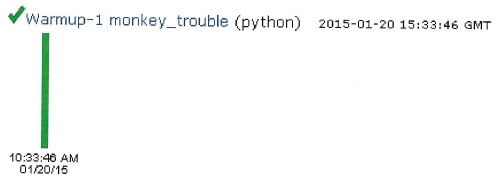 Warmup-1 monkey_trouble (python) 2015-01-20 15:33:46 GMT
10:33:46 AM
01/20/15